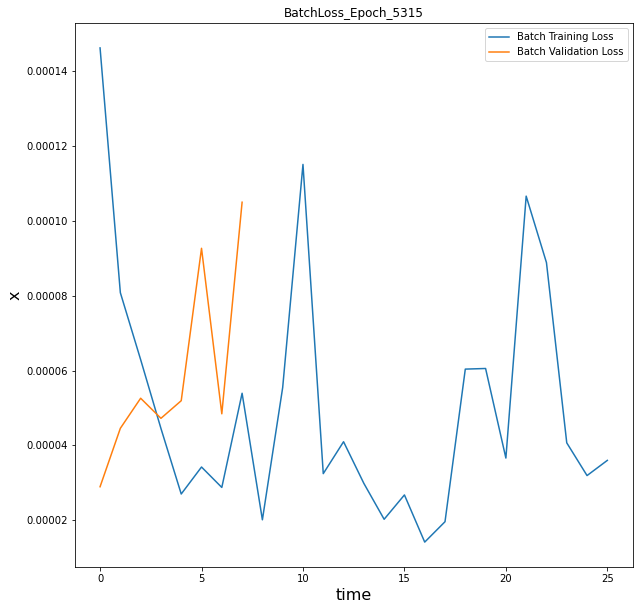 BatchLoss_Epoch_5315
Batch Training Loss
Batch Validation Loss
0.00014
0.00012
0.00010
0.00008
0.00006
0.00004
0.00002
x
0 5 10 15 20 25
time